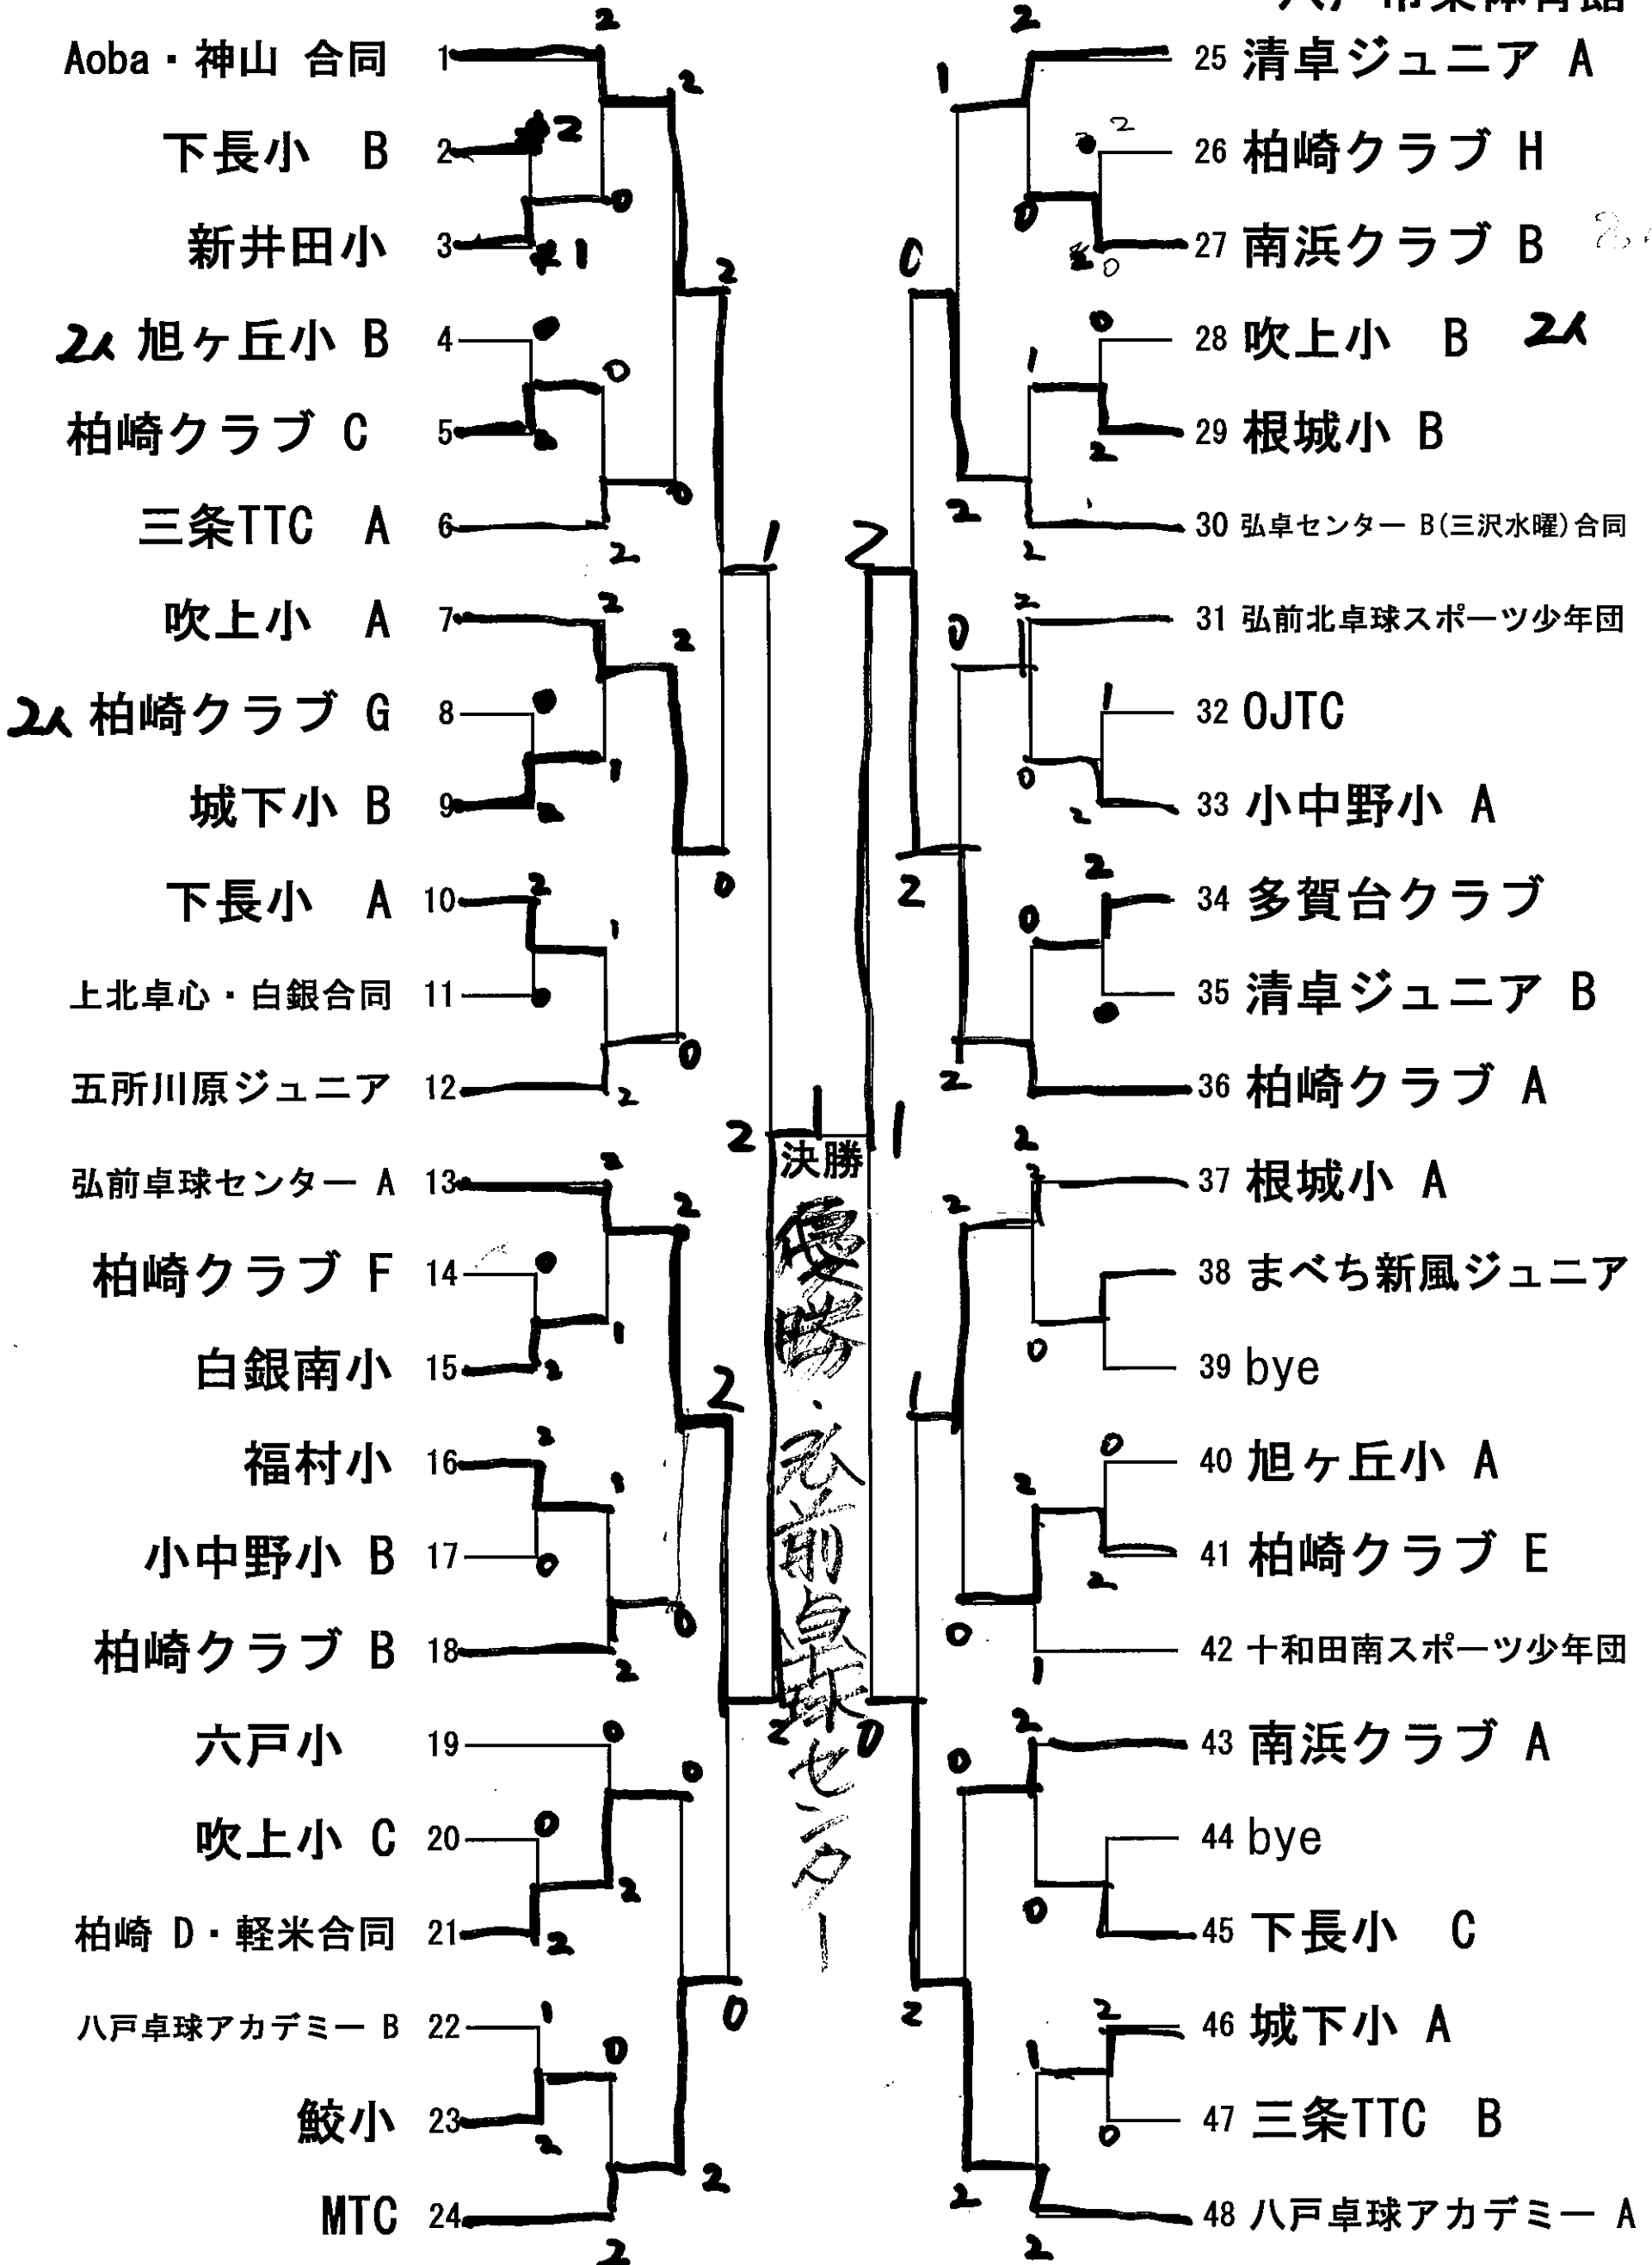 Aoba・神山 合同 1
下長小 B 2
新井田小 3
2人 旭ヶ丘小 B 4
柏崎クラブ C 5
三条TTC A 6
吹上小 A 7
2人 柏崎クラブ G 8
城下小 B 9
下長小 A 10
上北卓心・白銀合同 11
五所川原ジュニア 12
弘前卓球センター A 13
柏崎クラブ F 14
白銀南小 15
福村小 16
小中野小 B 17
柏崎クラブ B 18
六戸小 19
吹上小 C 20
柏崎 D・軽米合同 21
八戸卓球アカデミー B 22
鮫小 23
MTC 24
決勝
優勝・弘前卓球センター
25 清卓ジュニア A
26 柏崎クラブ H
27 南浜クラブ B
28 吹上小 B 2人
29 根城小 B
30 弘卓センター B(三沢水曜)合同
31 弘前北卓球スポーツ少年団
32 OJTC
33 小中野小 A
34 多賀台クラブ
35 清卓ジュニア B
36 柏崎クラブ A
37 根城小 A
38 まべち新風ジュニア
39 bye
40 旭ヶ丘小 A
41 柏崎クラブ E
42 十和田南スポーツ少年団
43 南浜クラブ A
44 bye
45 下長小 C
46 城下小 A
47 三条TTC B
48 八戸卓球アカデミー A